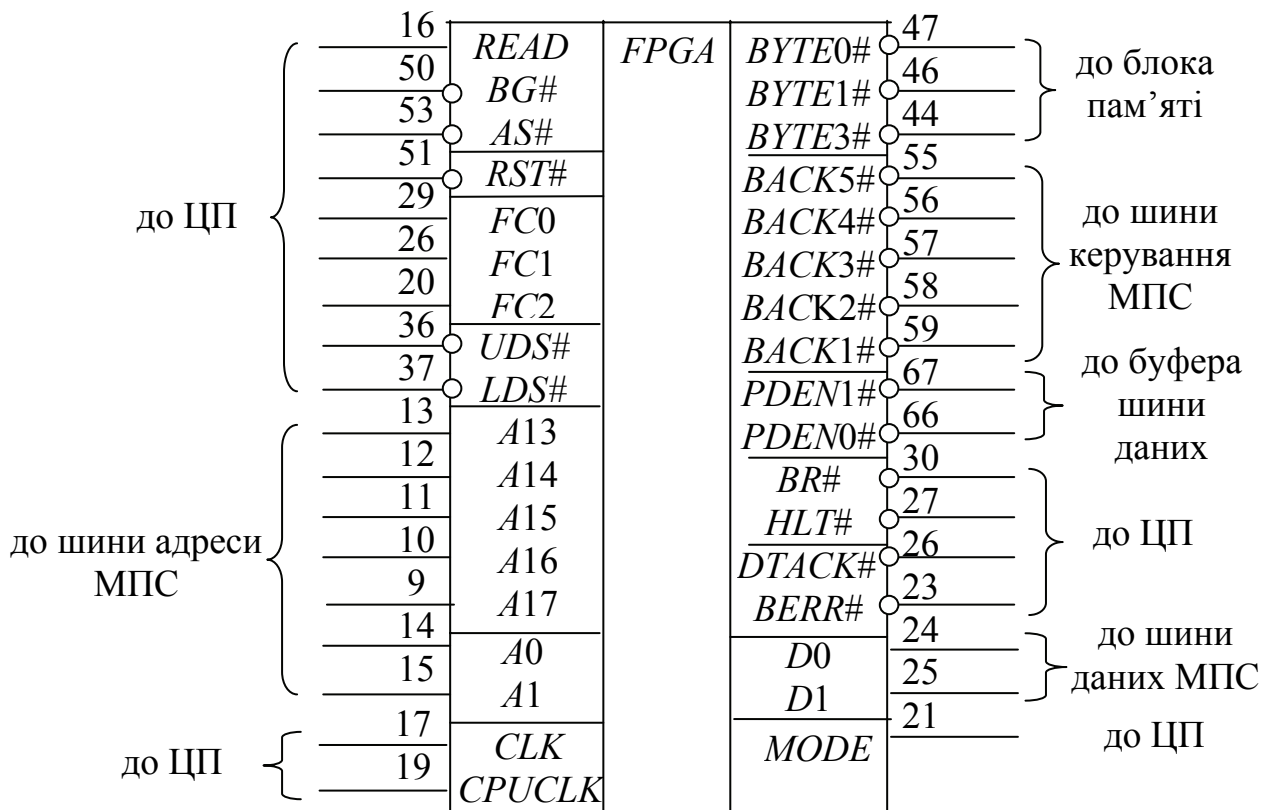 16 READ FPGA BYTE0# 47
50 BG# BYTE1# 46
53 AS# BYTE3# 44
до блока
пам’яті
51 RST# BACK5# 55
29 FC0 BACK4# 56
26 FC1 BACK3# 57
20 FC2 BACK2# 58
36 UDS# BACK1# 59
до ЦП
до шини
керування
МПС
37 LDS# PDEN1# 67
13 A13 PDEN0# 66
до буфера
шини
даних
12 A14 BR# 30
11 A15 HLT# 27
10 A16 DTACK# 26
9 A17 BERR# 23
до шини адреси
МПС
до ЦП
14 A0 D0 24
15 A1 D1 25
до шини
даних МПС
17 CLK MODE 21
19 CPUCLK
до ЦП
до ЦП